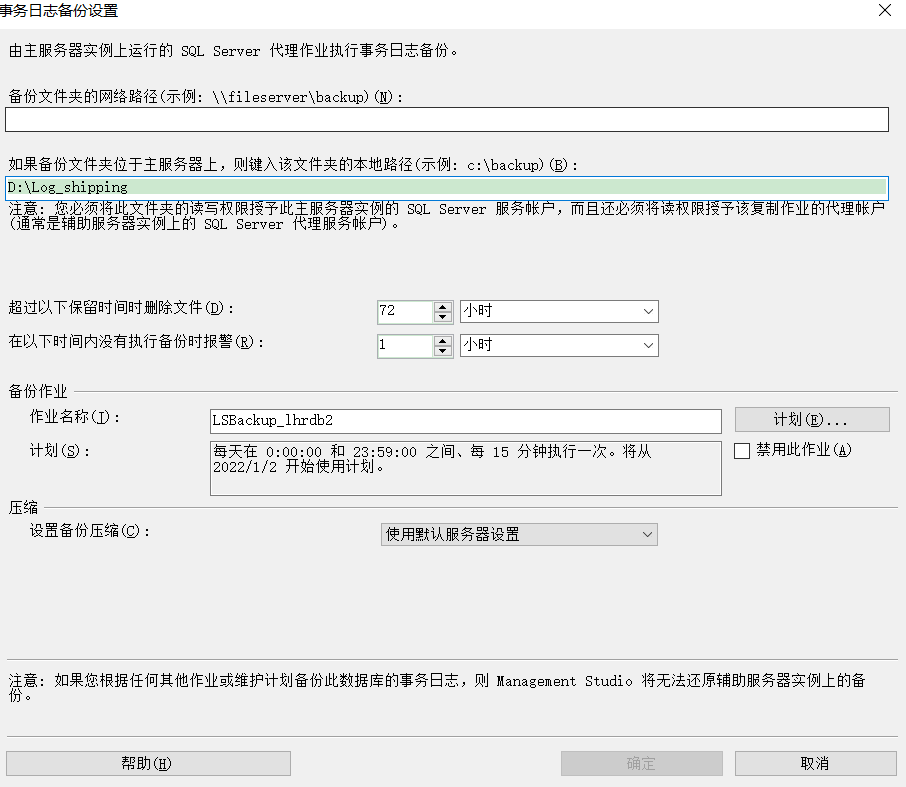 事务日志备份设置
由主服务器实例上运行的 SQL Server 代理作业执行事务日志备份。
备份文件夹的网络路径(示例: \\fileserver\backup)(N):
如果备份文件夹位于主服务器上，则键入该文件夹的本地路径(示例: c:\backup)(B):
D:\Log_shipping
注意: 您必须将此文件夹的读写权限授予此主服务器实例的 SQL Server 服务帐户，而且还必须将读权限授予该复制作业的代理帐户
(通常是辅助服务器实例上的 SQL Server 代理服务帐户)。
超过以下保留时间时删除文件(D): 72 小时
在以下时间内没有执行备份时报警(R): 1 小时
备份作业
作业名称(I): LSBackup_lhrdb2 计划(E)...
计划(S): 每天在 0:00:00 和 23:59:00 之间、每 15 分钟执行一次。将从 禁用此作业(A)
2022/1/2 开始使用计划。
压缩
设置备份压缩(C): 使用默认服务器设置
注意: 如果您根据任何其他作业或维护计划备份此数据库的事务日志，则 Management Studio 将无法还原辅助服务器实例上的备
份。
帮助(H) 确定 取消